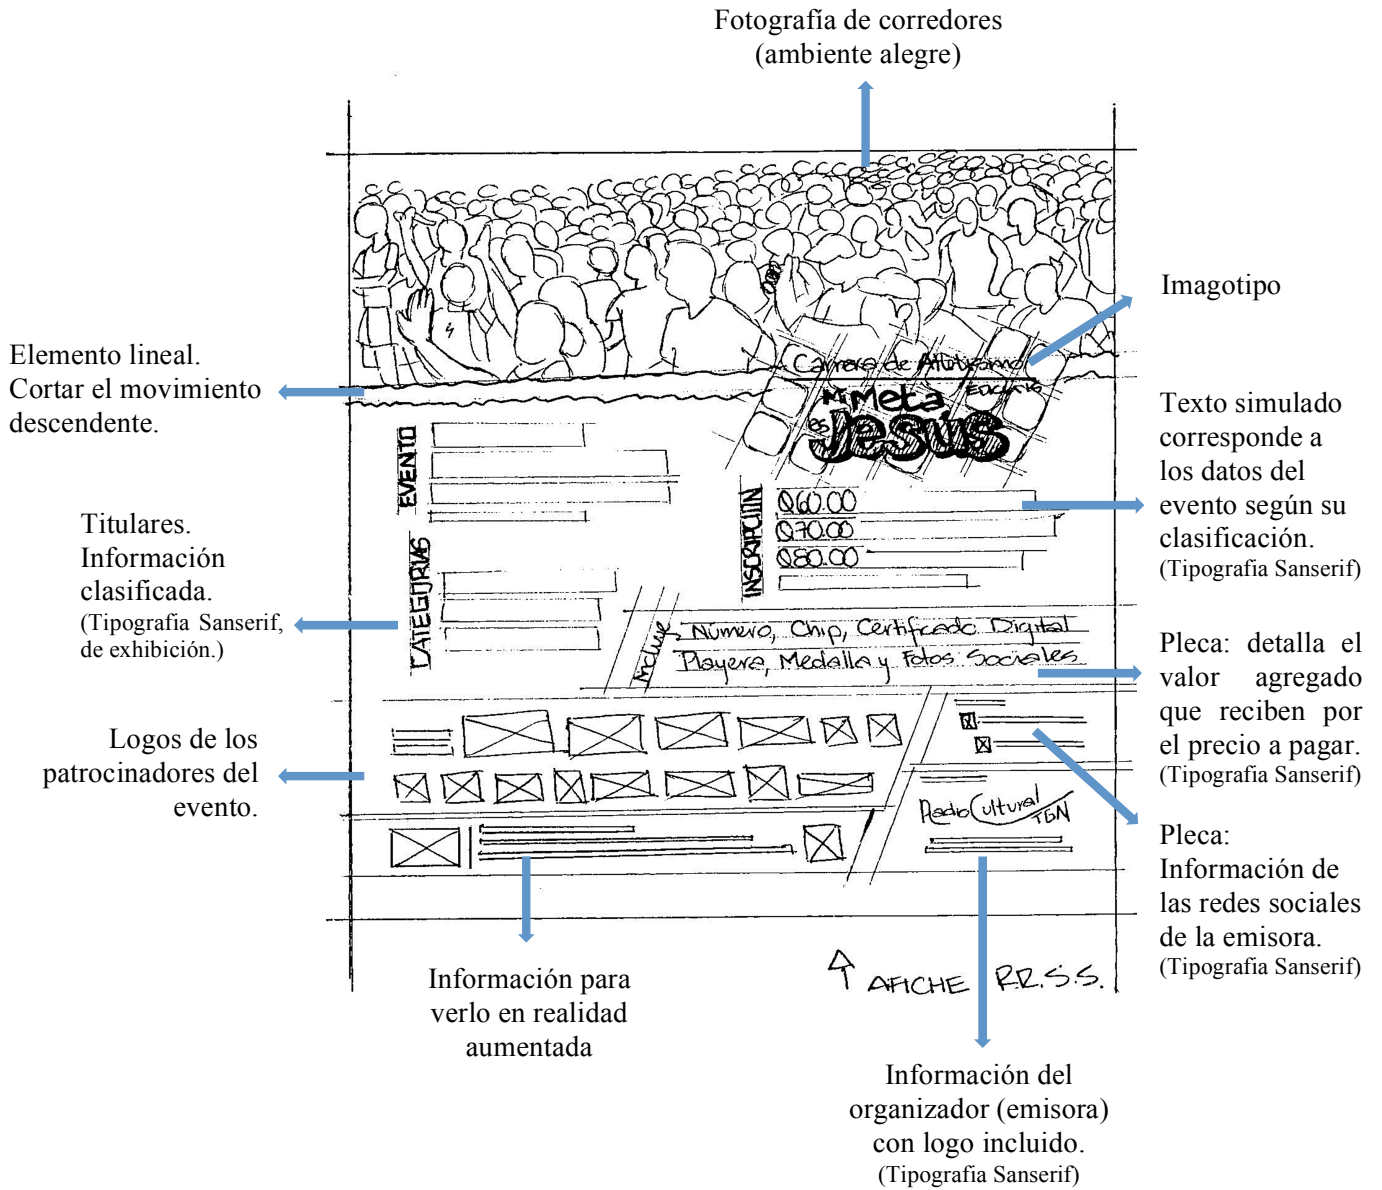 Fotografía de corredores
(ambiente alegre)
Imagotipo
Elemento lineal.
Cortar el movimiento
descendente.
Carrera de Atletismo
Mi Meta
es Jesús
Texto simulado
corresponde a
los datos del
evento según su
clasificación.
(Tipografia Sanserif)
EVENTO
INSCRIPCIÓN
Q60.00
Q70.00
Q80.00
Titulares.
Información
clasificada.
(Tipografia Sanserif,
de exhibición.)
CATEGORIAS
Incluye
Número, Chip, Certificado Digital
Playera, Medalla y Fotos Sociales
Pleca: detalla el
valor agregado
que reciben por
el precio a pagar.
(Tipografia Sanserif)
Logos de los
patrocinadores del
evento.
Radio Cultural
TGN
Pleca:
Información de
las redes sociales
de la emisora.
(Tipografia Sanserif)
Información para
verlo en realidad
aumentada
AFICHE R.R.S.S.
Información del
organizador (emisora)
con logo incluido.
(Tipografia Sanserif)